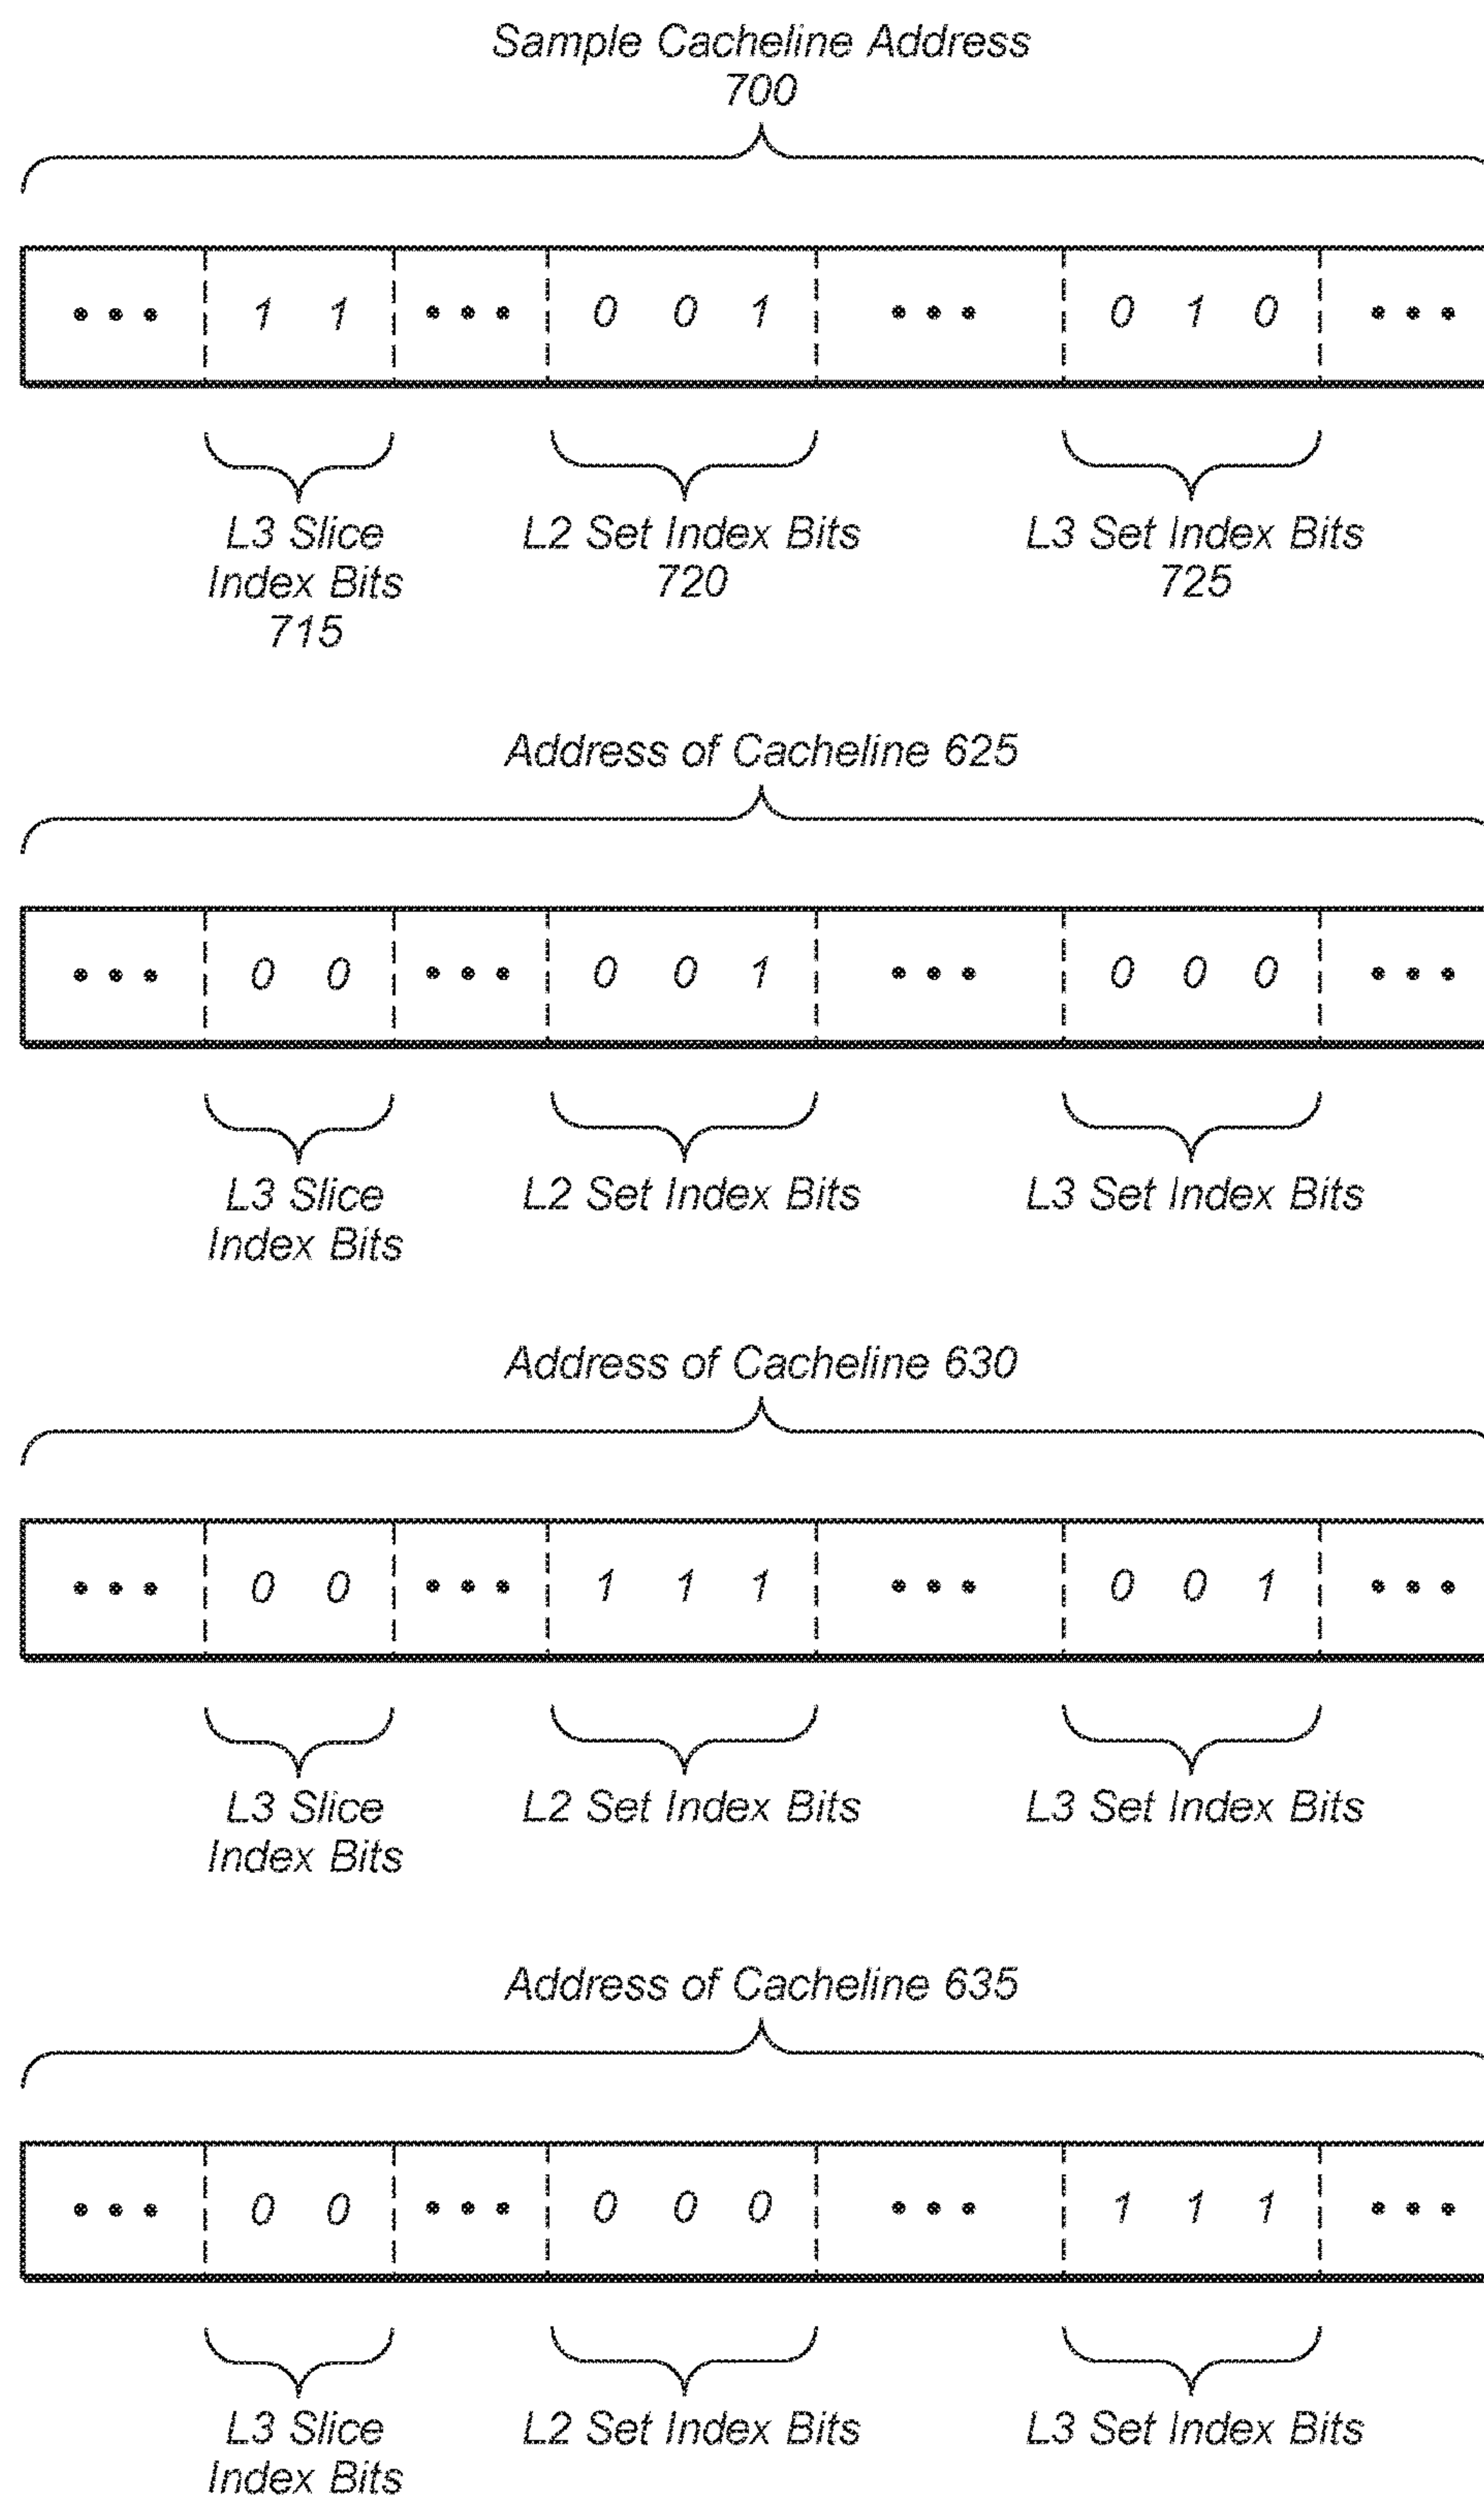 Sample Cacheline Address
700
••• 1 1 ••• 0 0 1 ••• 0 1 0 •••
L3 Slice Index Bits 715
L2 Set Index Bits 720
L3 Set Index Bits 725
Address of Cacheline 625
••• 0 0 ••• 0 0 1 ••• 0 0 0 •••
L3 Slice Index Bits
L2 Set Index Bits
L3 Set Index Bits
Address of Cacheline 630
••• 0 0 ••• 1 1 1 ••• 0 0 1 •••
L3 Slice Index Bits
L2 Set Index Bits
L3 Set Index Bits
Address of Cacheline 635
••• 0 0 ••• 0 0 0 ••• 1 1 1 •••
L3 Slice Index Bits
L2 Set Index Bits
L3 Set Index Bits